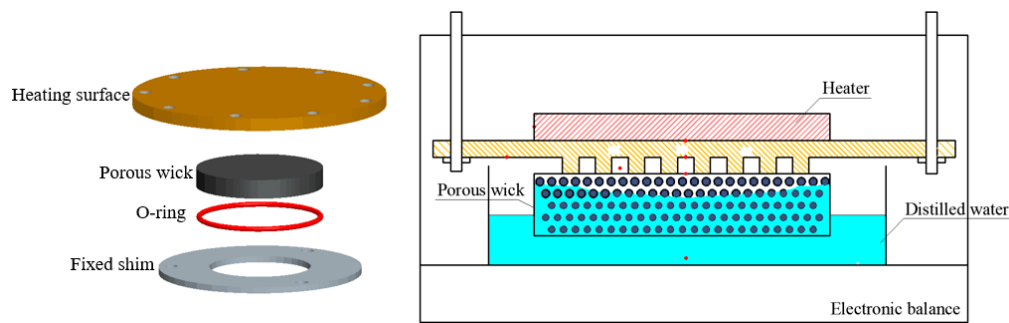 Heating surface
Porous wick
O-ring
Fixed shim
Heater
Porous wick
Distilled water
Electronic balance